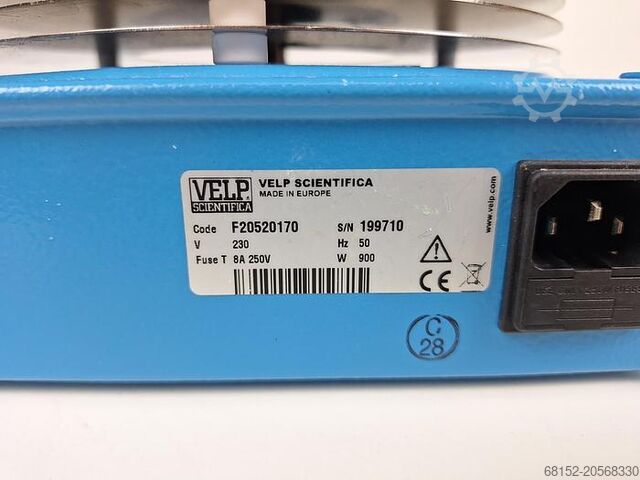 VELP
SCIENTIFICA
VELP SCIENTIFICA
MADE IN EUROPE
www.velp.com
Code F20520170 S/N 199710
V 230 Hz 50
Fuse T 8A 250V W 900
CE
C
28
68152-20568330